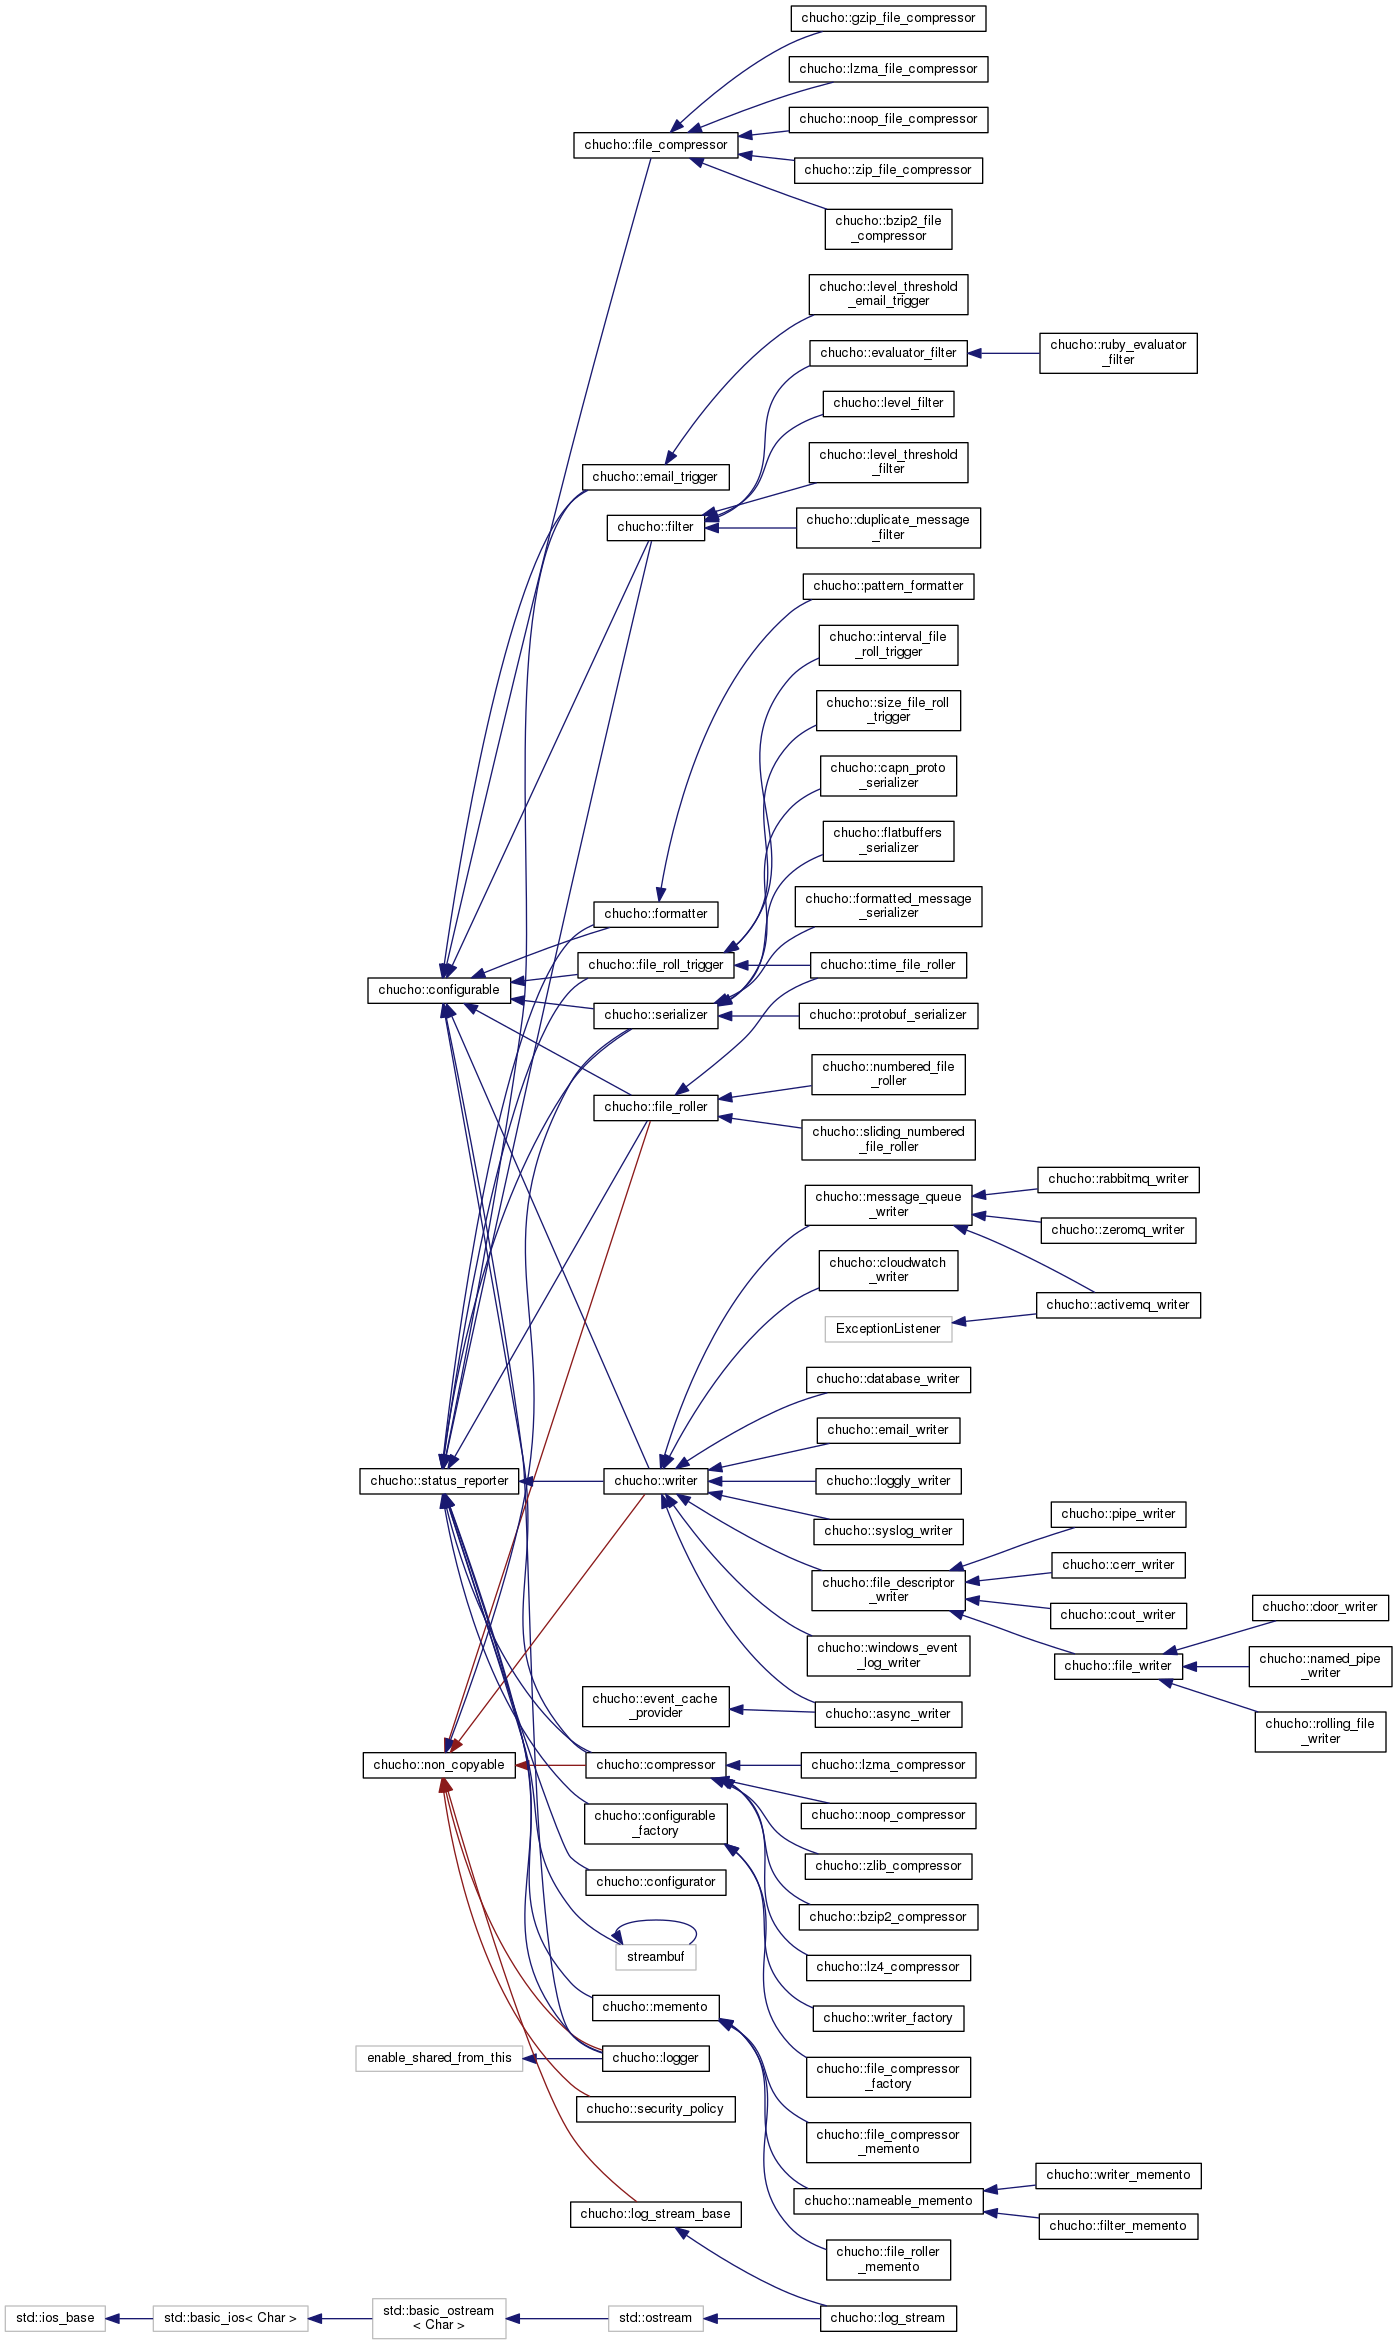 chucho::gzip_file_compressor
chucho::lzma_file_compressor
chucho::noop_file_compressor
chucho::file_compressor
chucho::zip_file_compressor
chucho::bzip2_file
_compressor
chucho::level_threshold
_email_trigger
chucho::evaluator_filter
chucho::ruby_evaluator
_filter
chucho::level_filter
chucho::level_threshold
_filter
chucho::email_trigger
chucho::filter
chucho::duplicate_message
_filter
chucho::pattern_formatter
chucho::interval_file
_roll_trigger
chucho::size_file_roll
_trigger
chucho::capn_proto
_serializer
chucho::flatbuffers
_serializer
chucho::formatted_message
_serializer
chucho::formatter
chucho::file_roll_trigger
chucho::time_file_roller
chucho::configurable
chucho::serializer
chucho::protobuf_serializer
chucho::numbered_file
_roller
chucho::file_roller
chucho::sliding_numbered
_file_roller
chucho::message_queue
_writer
chucho::rabbitmq_writer
chucho::zeromq_writer
chucho::cloudwatch
_writer
chucho::activemq_writer
ExceptionListener
chucho::database_writer
chucho::email_writer
chucho::status_reporter
chucho::writer
chucho::loggly_writer
chucho::syslog_writer
chucho::pipe_writer
chucho::cerr_writer
chucho::file_descriptor
_writer
chucho::cout_writer
chucho::door_writer
chucho::windows_event
_log_writer
chucho::file_writer
chucho::named_pipe
_writer
chucho::event_cache
_provider
chucho::async_writer
chucho::rolling_file
_writer
chucho::non_copyable
chucho::compressor
chucho::lzma_compressor
chucho::noop_compressor
chucho::configurable
_factory
chucho::zlib_compressor
chucho::configurator
chucho::bzip2_compressor
streambuf
chucho::lz4_compressor
chucho::memento
chucho::writer_factory
enable_shared_from_this
chucho::logger
chucho::file_compressor
_factory
chucho::security_policy
chucho::file_compressor
_memento
chucho::writer_memento
chucho::nameable_memento
chucho::log_stream_base
chucho::filter_memento
chucho::file_roller
_memento
std::ios_base
std::basic_ios< Char >
std::basic_ostream
< Char >
std::ostream
chucho::log_stream